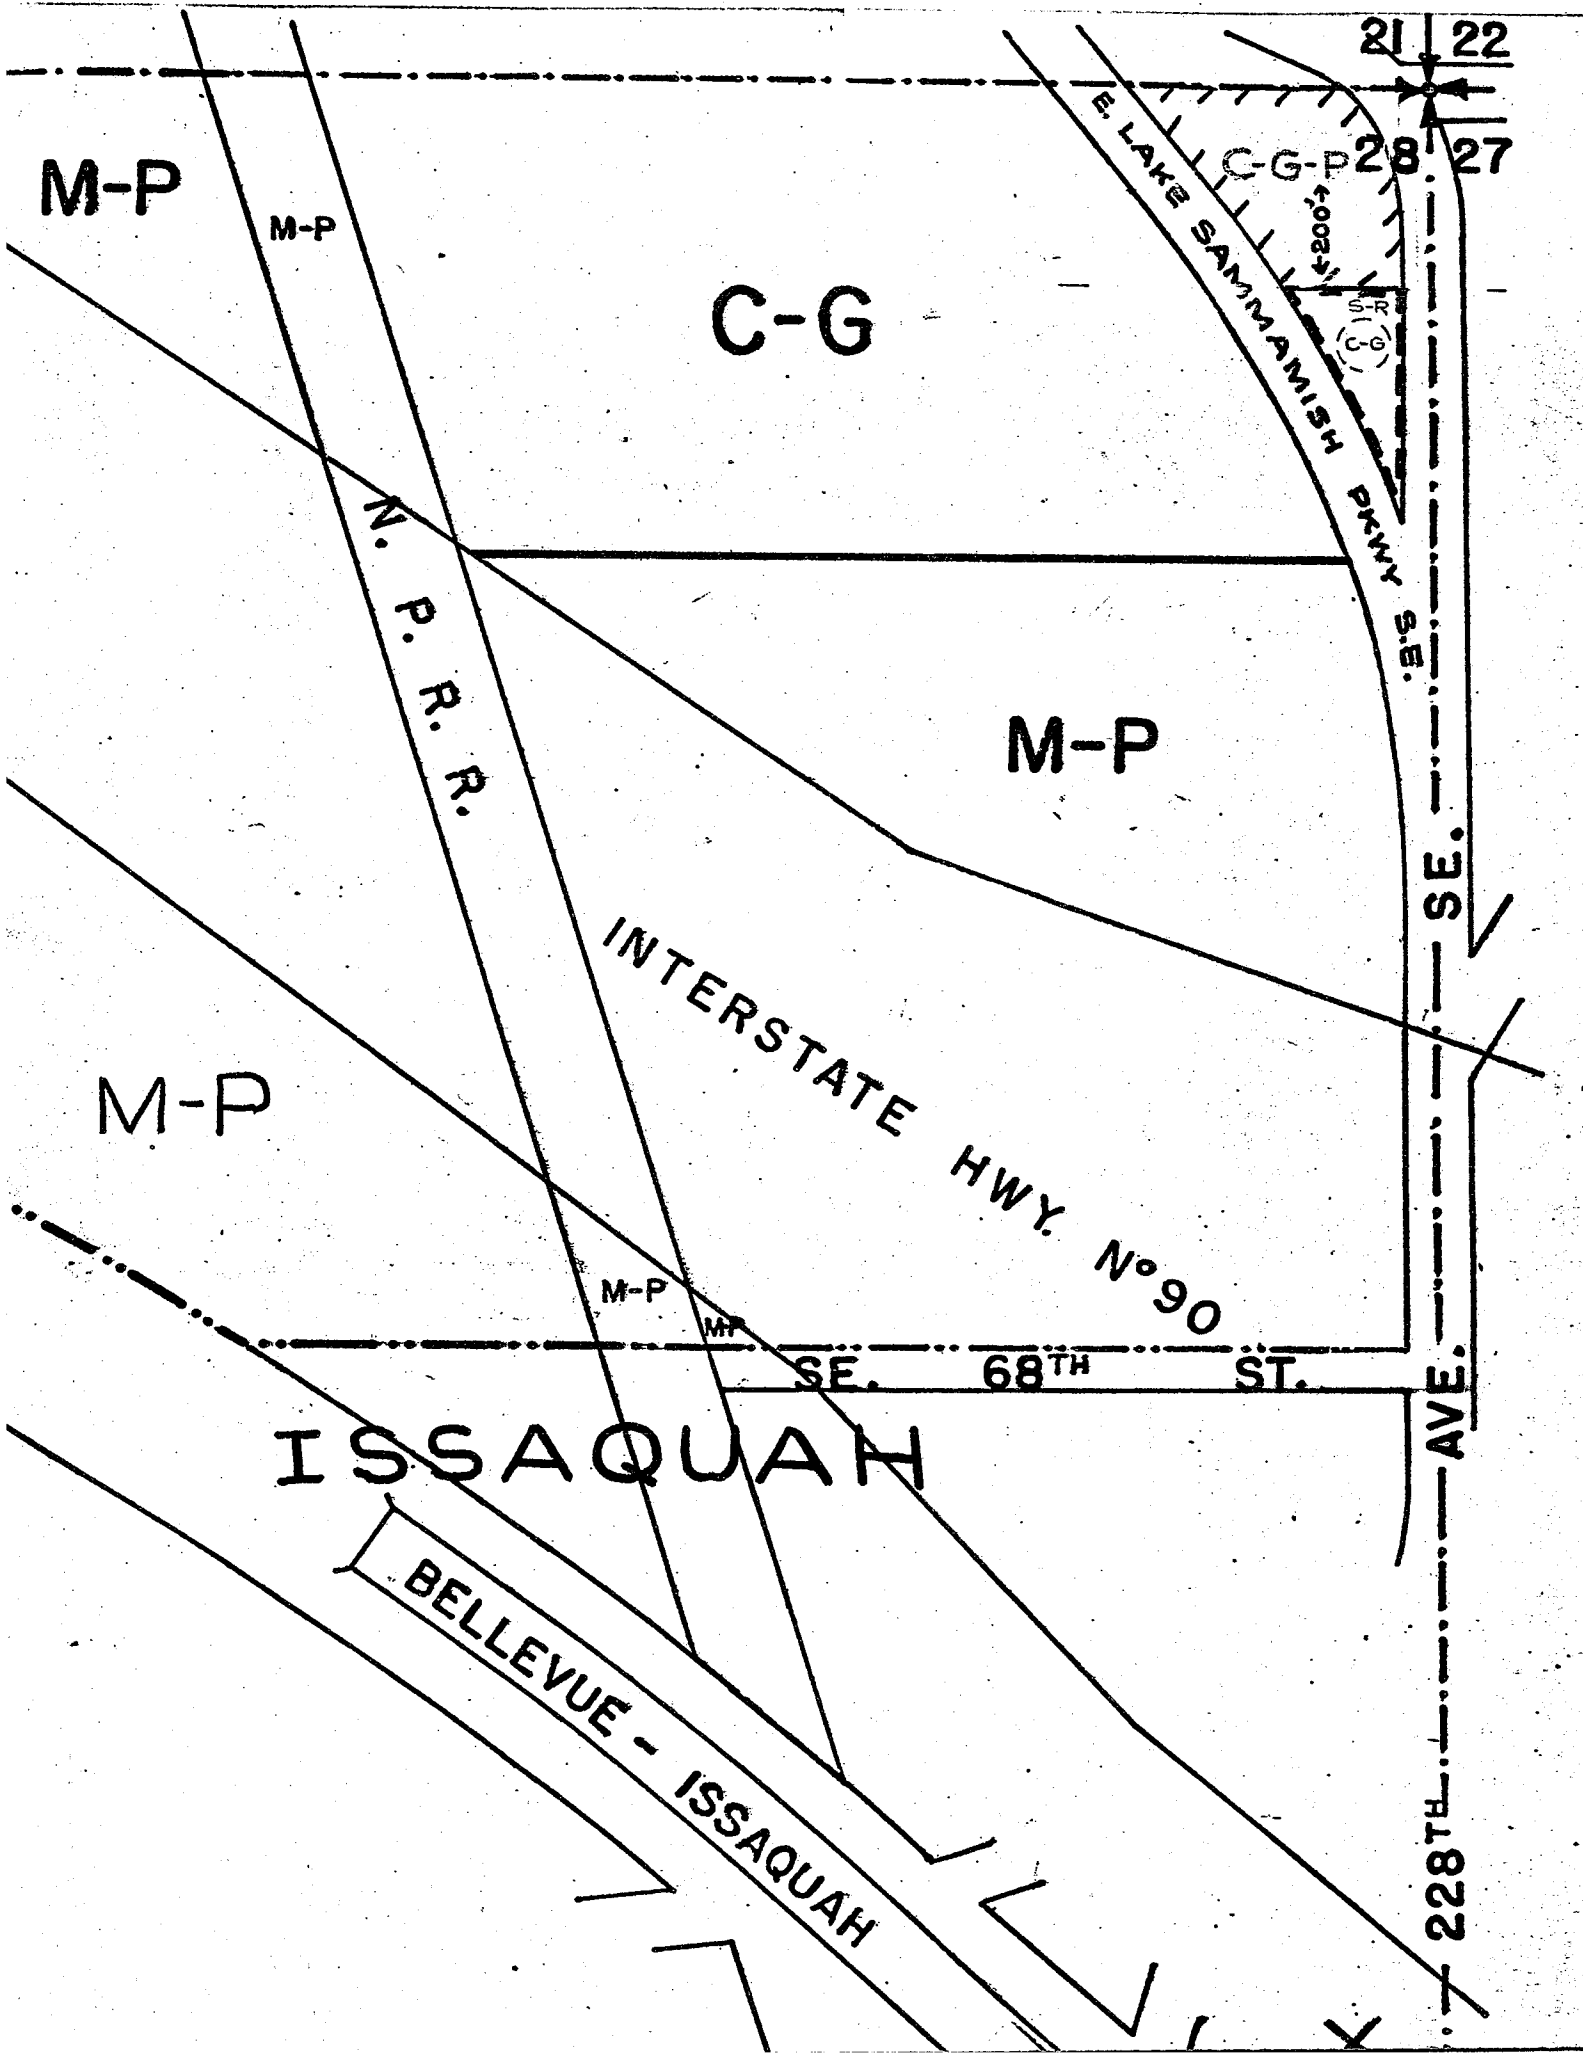 21 22
28 27
M-P
M-P
C-G
C-G-P
200
S-R
C-G
E. LAKE SAMMAMISH PKWY S.E.
N. P. R. R.
M-P
INTERSTATE HWY. Nº 90
M-P
M-P
MP
SE. 68TH ST.
ISSAQUAH
BELLEVUE - ISSAQUAH
228TH AVE. SE.